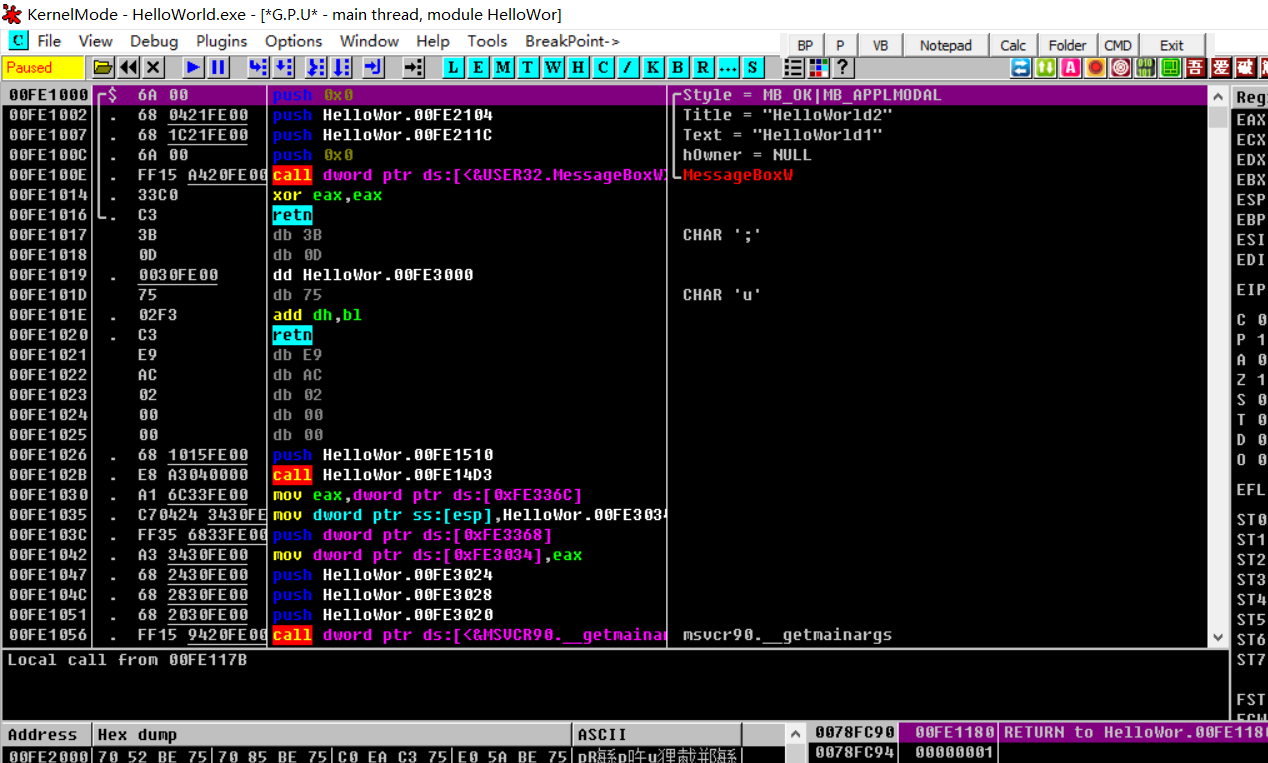 KernelMode - HelloWorld.exe - [*G.P.U* - main thread, module HelloWor]
C File View Debug Plugins Options Window Help Tools BreakPoint-> BP P VB Notepad Calc Folder CMD Exit
Paused L E M T W H C / K B R ... S ? A 吾 爱 破
00FE1000 $ 6A 00 push 0x0 Style = MB_OK|MB_APPLMODAL
00FE1002 . 68 0421FE00 push HelloWor.00FE2104 Title = "HelloWorld2"
00FE1007 . 68 1C21FE00 push HelloWor.00FE211C Text = "HelloWorld1"
00FE100C . 6A 00 push 0x0 hOwner = NULL
00FE100E . FF15 A420FE00 call dword ptr ds:[<&USER32.MessageBoxW> MessageBoxW
00FE1014 . 33C0 xor eax,eax
00FE1016 . C3 retn
00FE1017 3B db 3B CHAR ';'
00FE1018 0D db 0D
00FE1019 . 0030FE00 dd HelloWor.00FE3000
00FE101D 75 db 75 CHAR 'u'
00FE101E . 02F3 add dh,bl
00FE1020 . C3 retn
00FE1021 E9 db E9
00FE1022 AC db AC
00FE1023 02 db 02
00FE1024 00 db 00
00FE1025 00 db 00
00FE1026 . 68 1015FE00 push HelloWor.00FE1510
00FE102B . E8 A3040000 call HelloWor.00FE14D3
00FE1030 . A1 6C33FE00 mov eax,dword ptr ds:[0xFE336C]
00FE1035 . C70424 3430FE mov dword ptr ss:[esp],HelloWor.00FE3034
00FE103C . FF35 6833FE00 push dword ptr ds:[0xFE3368]
00FE1042 . A3 3430FE00 mov dword ptr ds:[0xFE3034],eax
00FE1047 . 68 2430FE00 push HelloWor.00FE3024
00FE104C . 68 2830FE00 push HelloWor.00FE3028
00FE1051 . 68 2030FE00 push HelloWor.00FE3020
00FE1056 . FF15 9420FE00 call dword ptr ds:[<&MSVCR90.__getmainar msvcr90.__getmainargs
Reg
EAX
ECX
EDX
EBX
ESP
EBP
ESI
EDI
EIP
C 0
P 1
A 0
Z 1
S 0
T 0
D 0
O 0
EFL
ST0
ST1
ST2
ST3
ST4
ST5
ST6
ST7
FST
Local call from 00FE117B
Address Hex dump ASCII
00FE2000 70 52 BE 75 70 85 BE 75 C0 EA C3 75 E0 5A BE 75
0078FC90 00FE1180 RETURN to HelloWor.00FE1180
0078FC94 00000001